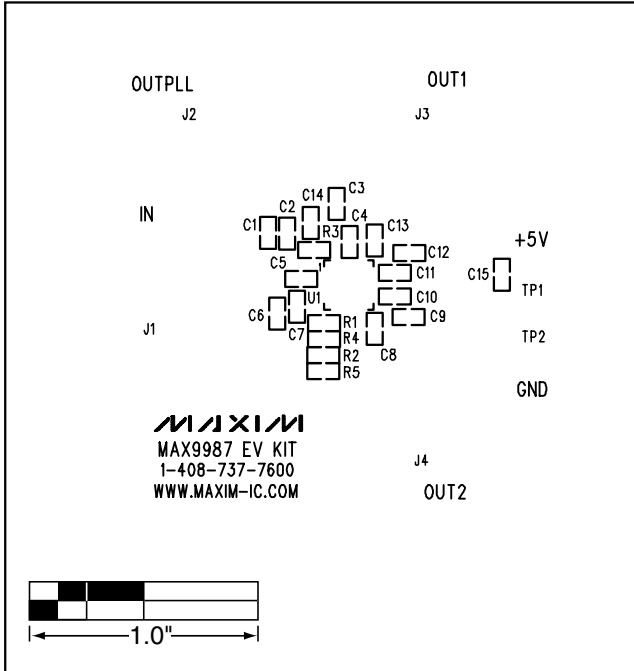 OUTPLL
OUT1
J2
J3
C3
C14
IN
C2
C1
C4
C13
R3
+5V
C12
C5
C11
C15
TP1
U1
C10
C6
C9
R1
J1
C7
R4
TP2
C8
R2
R5
GND
MAXIM
MAX9987 EV KIT
1-408-737-7600
J4
WWW.MAXIM-IC.COM
OUT2
1.0"